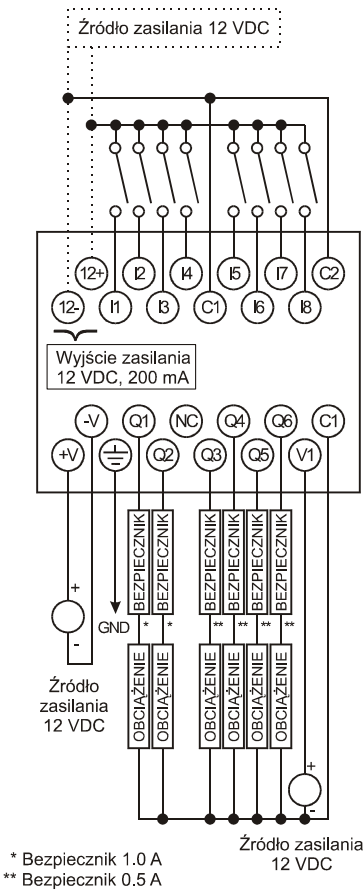 Źródło zasilania 12 VDC
12+ I2 I4 I5 I7 C2
12- I1 I3 C1 I6 I8
Wyjście zasilania
12 VDC, 200 mA
-V Q1 NC Q4 Q6 C1
+V Q2 Q3 Q5 V1
BEZPIECZNIK BEZPIECZNIK BEZPIECZNIK BEZPIECZNIK BEZPIECZNIK BEZPIECZNIK
+
GND * * ** ** ** **
-
OBCIĄŻENIE OBCIĄŻENIE OBCIĄŻENIE OBCIĄŻENIE OBCIĄŻENIE OBCIĄŻENIE
Źródło
zasilania
12 VDC
+
-
Źródło zasilania
12 VDC
* Bezpiecznik 1.0 A
** Bezpiecznik 0.5 A